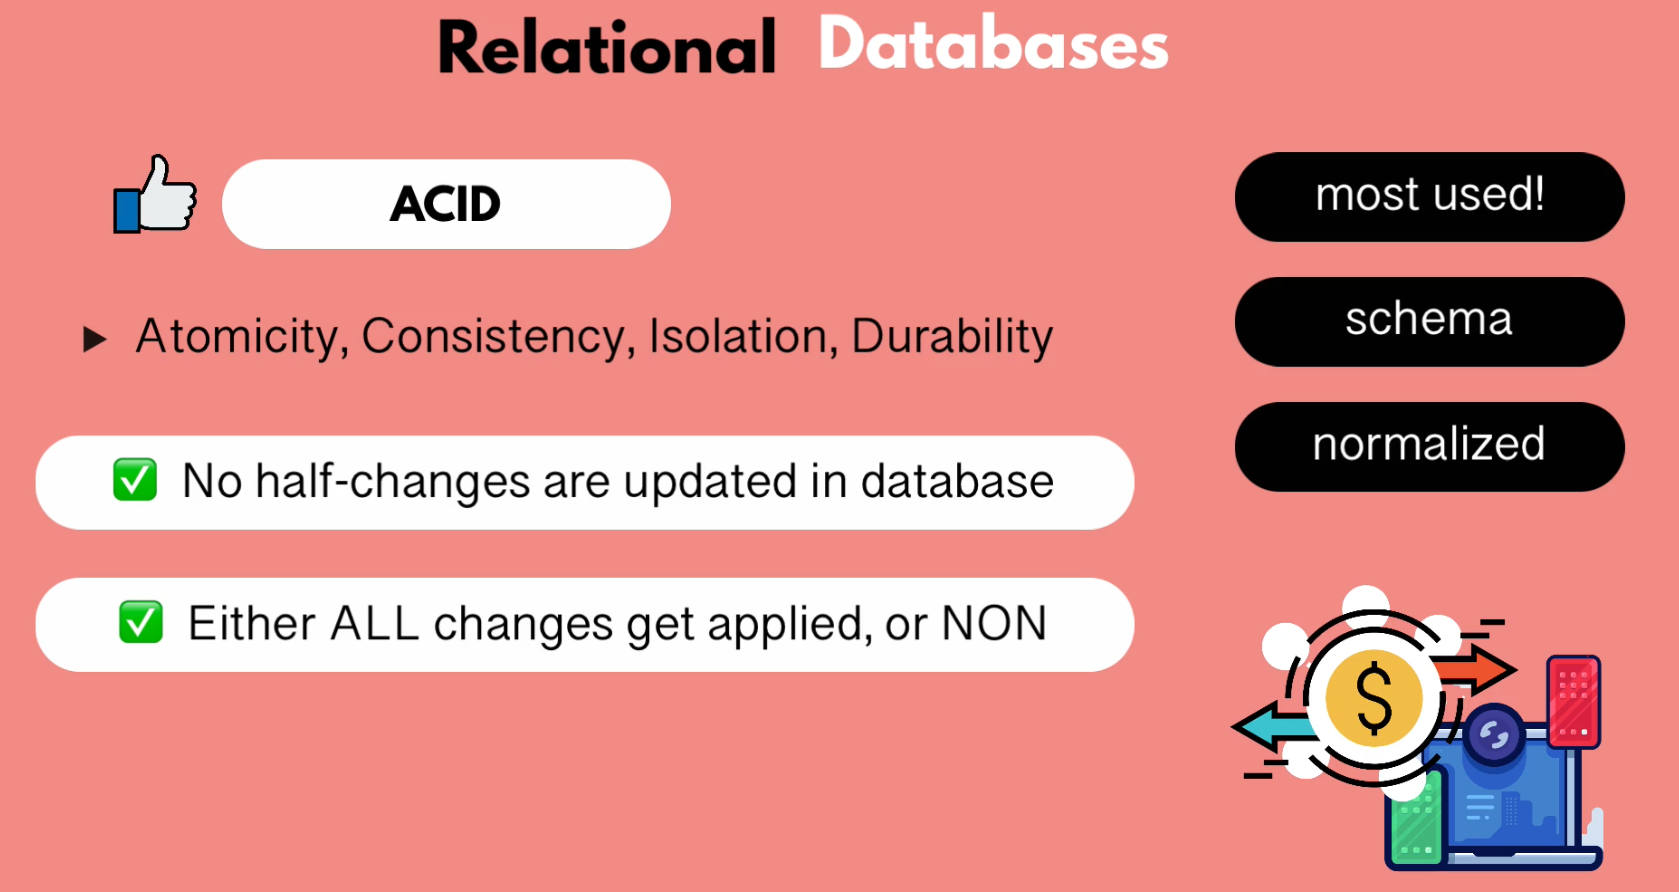 Relational Databases
ACID
Atomicity, Consistency, Isolation, Durability
No half-changes are updated in database
Either ALL changes get applied, or NON
most used!
schema
normalized
$